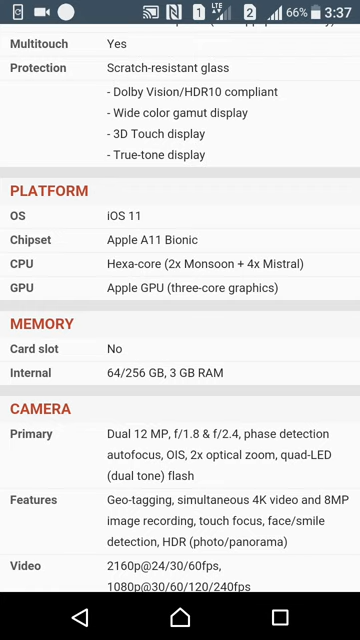 1 LTE 2 66% 3:37
Multitouch Yes
Protection Scratch-resistant glass
- Dolby Vision/HDR10 compliant
- Wide color gamut display
- 3D Touch display
- True-tone display
PLATFORM
OS iOS 11
Chipset Apple A11 Bionic
CPU Hexa-core (2x Monsoon + 4x Mistral)
GPU Apple GPU (three-core graphics)
MEMORY
Card slot No
Internal 64/256 GB, 3 GB RAM
CAMERA
Primary Dual 12 MP, f/1.8 & f/2.4, phase detection
autofocus, OIS, 2x optical zoom, quad-LED
(dual tone) flash
Features Geo-tagging, simultaneous 4K video and 8MP
image recording, touch focus, face/smile
detection, HDR (photo/panorama)
Video 2160p@24/30/60fps,
1080p@30/60/120/240fps